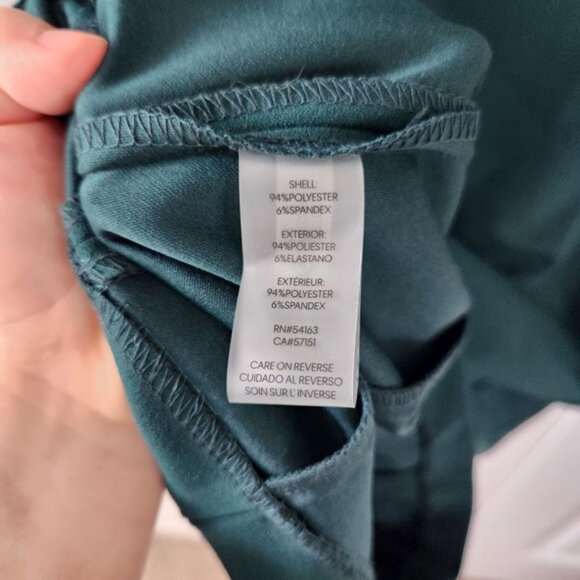 SHELL:
94%POLYESTER
6%SPANDEX
EXTERIOR:
94%POLIESTER
6%ELASTANO
EXTÉRIEUR:
94%POLYESTER
6%SPANDEX
RN#54163
CA#57151
CARE ON REVERSE
CUIDADO AL REVERSO
SOIN SUR L' INVERSE